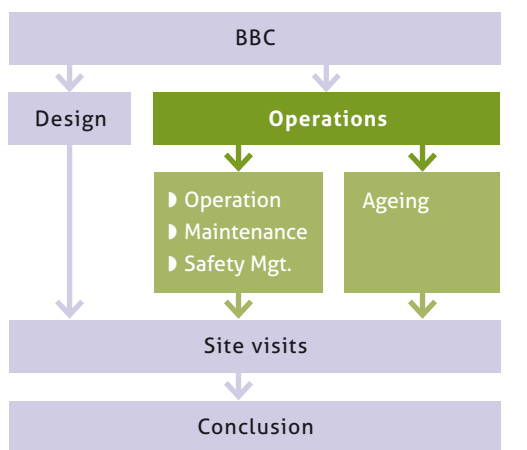 BBC
Design
Operations
◗ Operation
◗ Maintenance
◗ Safety Mgt.
Ageing
Site visits
Conclusion